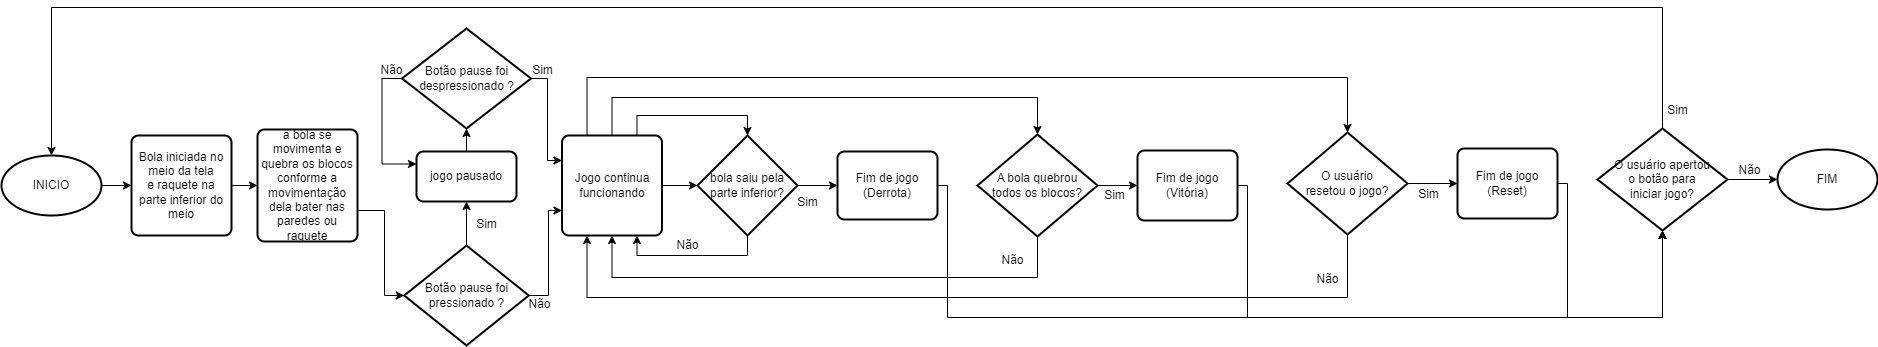 INICIO
Bola iniciada no
meio da tela
e raquete na
parte inferior do
meio
a bola se
movimenta e
quebra os blocos
conforme a
movimentação
dela bater nas
paredes ou
raquete
Não
Botão pause foi
despressionado ?
Sim
jogo pausado
Sim
Botão pause foi
pressionado ?
Não
Jogo continua
funcionando
bola saiu pela
parte inferior?
Sim
Não
Fim de jogo
(Derrota)
A bola quebrou
todos os blocos?
Sim
Não
Fim de jogo
(Vitória)
O usuário
resetou o jogo?
Sim
Não
Fim de jogo
(Reset)
Sim
O usuário apertou
o botão para
iniciar jogo?
Não
FIM